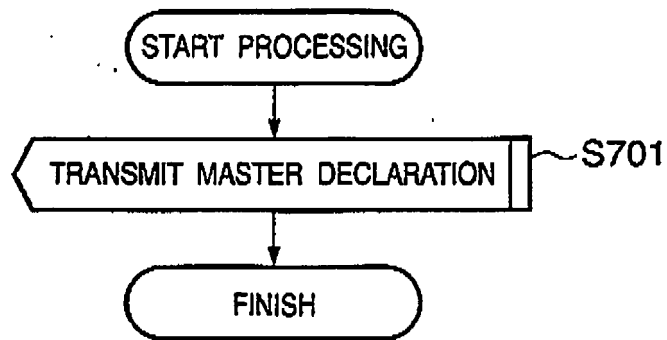 START PROCESSING
TRANSMIT MASTER DECLARATION
S701
FINISH